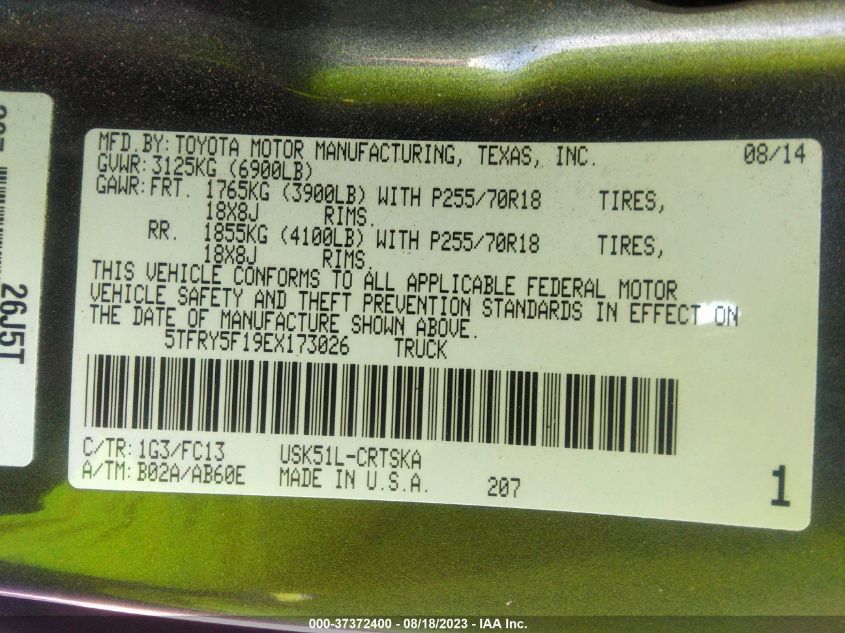 MFD.BY: TOYOTA MOTOR MANUFACTURING, TEXAS, INC. 08/14
GVWR: 3125KG (6900LB)
GAWR: FRT. 1765KG (3900LB) WITH P255/70R18 TIRES,
18X8J RIMS.
RR. 1855KG (4100LB) WITH P255/70R18 TIRES,
18X8J RIMS.
THIS VEHICLE CONFORMS TO ALL APPLICABLE FEDERAL MOTOR
VEHICLE SAFETY AND THEFT PREVENTION STANDARDS IN EFFECT ON
THE DATE OF MANUFACTURE SHOWN ABOVE.
5TFRY5F19EX173026 TRUCK
C/TR: 1G3/FC13 USK51L-CRTSKA
A/TM: B02A/AB60E MADE IN U.S.A. 207 1
26J5T
000-37372400 - 08/18/2023 - IAA Inc.